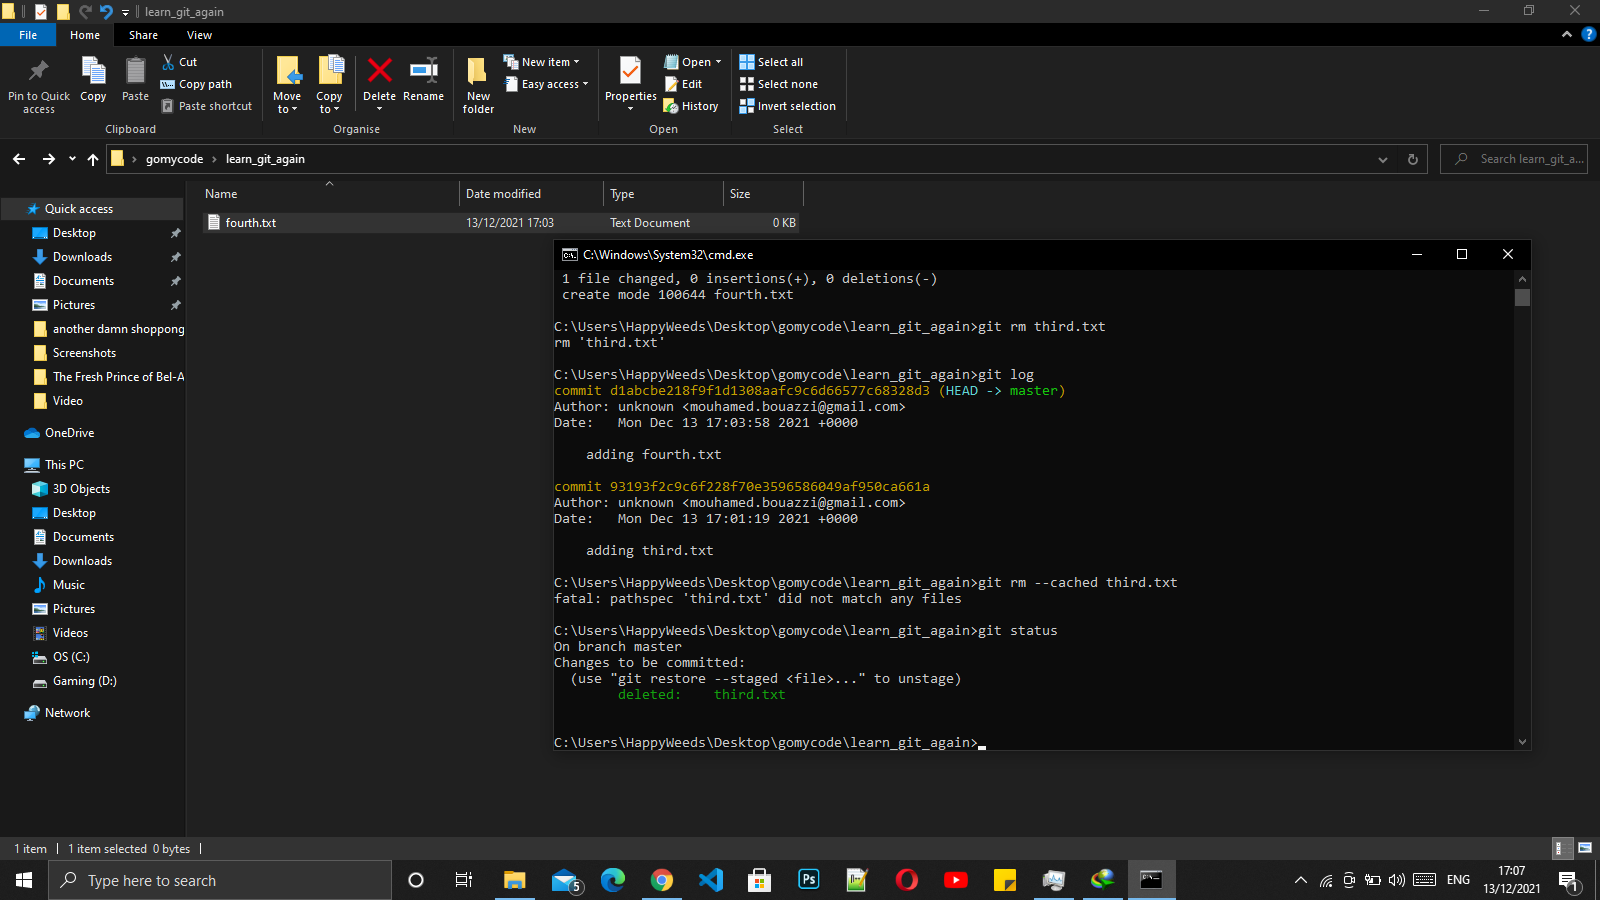 learn_git_again
File Home Share View
Pin to Quick access
Copy
Paste
Cut
Copy path
Paste shortcut
Clipboard
Move to
Copy to
Delete
Rename
Organise
New folder
New item
Easy access
New
Properties
Open
Edit
History
Open
Select all
Select none
Invert selection
Select
gomycode › learn_git_again
Search learn_git_a...
Name Date modified Type Size
fourth.txt 13/12/2021 17:03 Text Document 0 KB
Quick access
Desktop
Downloads
Documents
Pictures
another damn shoppong
Screenshots
The Fresh Prince of Bel-A
Video
OneDrive
This PC
3D Objects
Desktop
Documents
Downloads
Music
Pictures
Videos
OS (C:)
Gaming (D:)
Network
C:\Windows\System32\cmd.exe
1 file changed, 0 insertions(+), 0 deletions(-)
create mode 100644 fourth.txt
C:\Users\HappyWeeds\Desktop\gomycode\learn_git_again>git rm third.txt
rm 'third.txt'
C:\Users\HappyWeeds\Desktop\gomycode\learn_git_again>git log
commit d1abcbe218f9f1d1308aafc9c6d66577c68328d3 (HEAD -> master)
Author: unknown <mouhamed.bouazzi@gmail.com>
Date:   Mon Dec 13 17:03:58 2021 +0000
adding fourth.txt
commit 93193f2c9c6f228f70e3596586049af950ca661a
Author: unknown <mouhamed.bouazzi@gmail.com>
Date:   Mon Dec 13 17:01:19 2021 +0000
adding third.txt
C:\Users\HappyWeeds\Desktop\gomycode\learn_git_again>git rm --cached third.txt
fatal: pathspec 'third.txt' did not match any files
C:\Users\HappyWeeds\Desktop\gomycode\learn_git_again>git status
On branch master
Changes to be committed:
(use "git restore --staged <file>..." to unstage)
deleted:    third.txt
C:\Users\HappyWeeds\Desktop\gomycode\learn_git_again>
1 item 1 item selected 0 bytes
Type here to search
5
Ps
ENG
17:07
13/12/2021
1